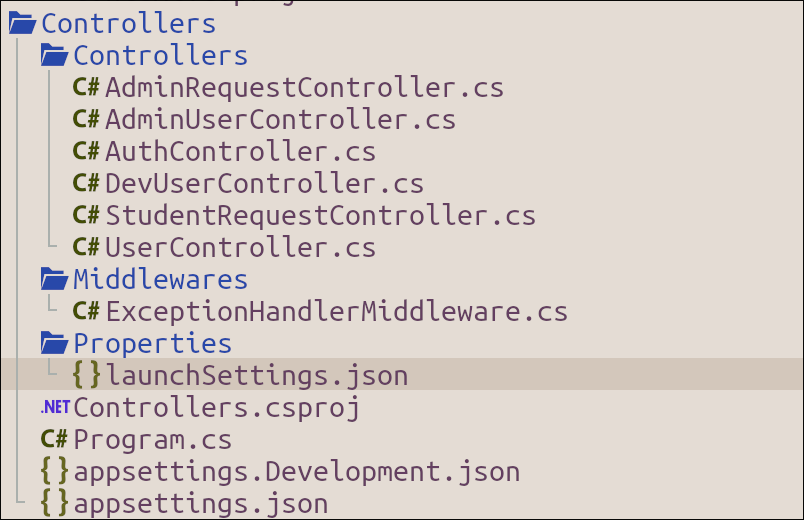 Controllers
Controllers
C# AdminRequestController.cs
C# AdminUserController.cs
C# AuthController.cs
C# DevUserController.cs
C# StudentRequestController.cs
C# UserController.cs
Middlewares
C# ExceptionHandlerMiddleware.cs
Properties
{} launchSettings.json
.NET Controllers.csproj
C# Program.cs
{} appsettings.Development.json
{} appsettings.json